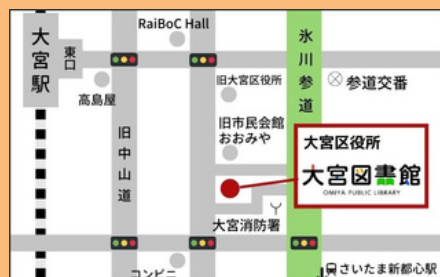 RaiBoC Hall
大宮駅
東口
高島屋
旧中山道
旧大宮区役所
氷川参道
参道交番
旧市民会館
おおみや
大宮区役所
大宮図書館
OMIYA PUBLIC LIBRARY
大宮消防署
コンビニ
さいたま新都心駅